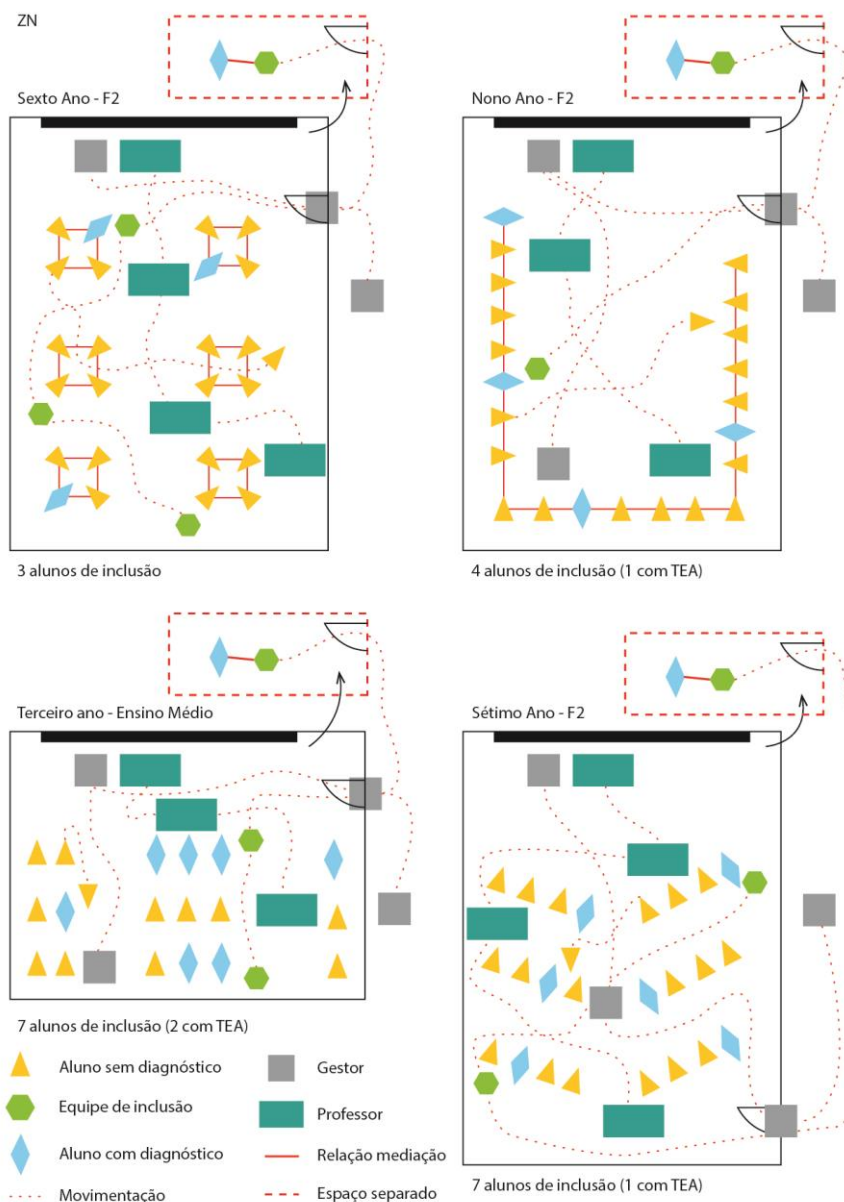 ZN
Sexto Ano - F2
Nono Ano - F2
3 alunos de inclusão
4 alunos de inclusão (1 com TEA)
Terceiro ano - Ensino Médio
Sétimo Ano - F2
7 alunos de inclusão (2 com TEA)
7 alunos de inclusão (1 com TEA)
Aluno sem diagnóstico
Equipe de inclusão
Aluno com diagnóstico
Movimentação
Gestor
Professor
Relação mediação
Espaço separado